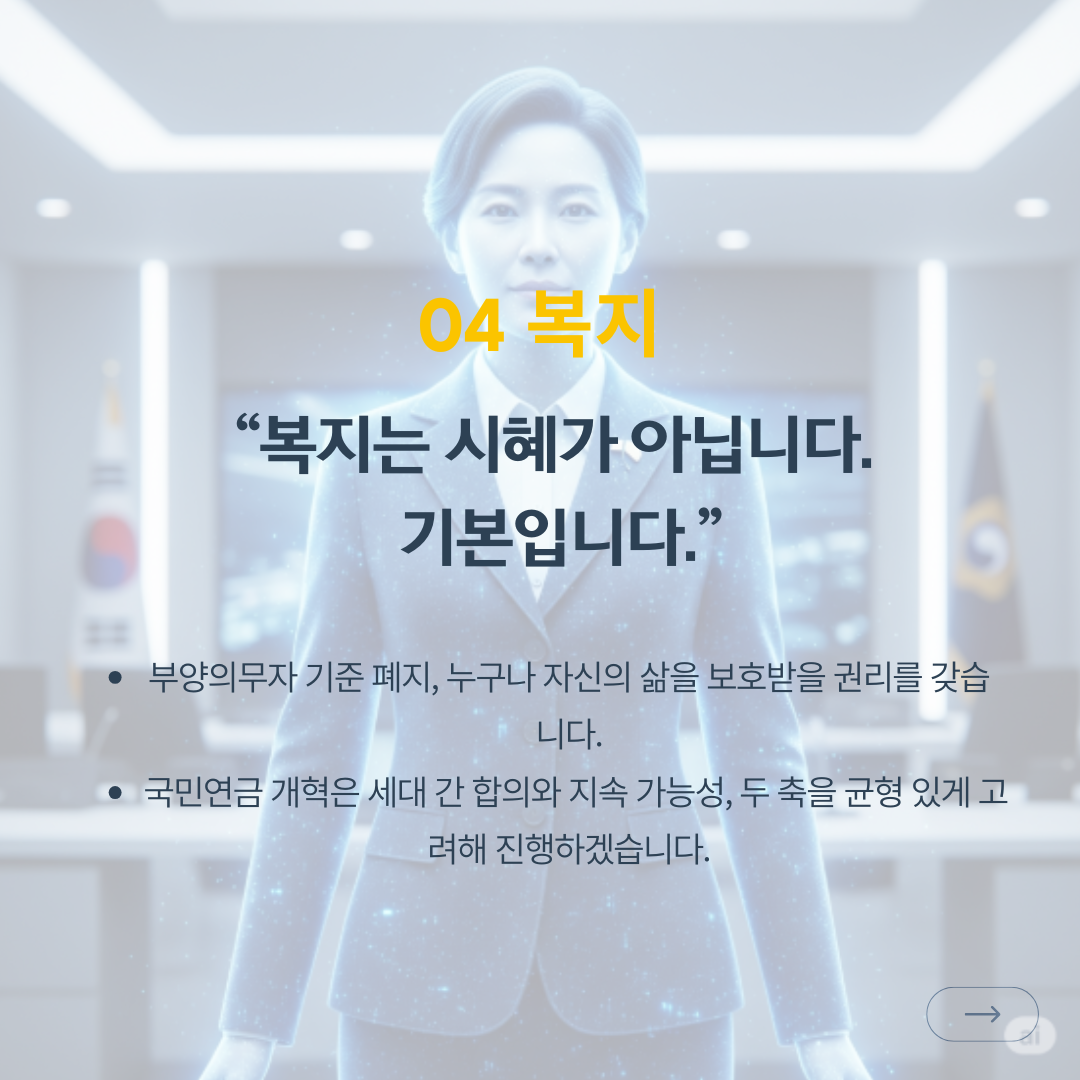 04 복지
“복지는 시혜가 아닙니다.
기본입니다.”
• 부양의무자 기준 폐지, 누구나 자신의 삶을 보호받을 권리를 갖습
니다.
• 국민연금 개혁은 세대 간 합의와 지속 가능성, 두 축을 균형 있게 고
려해 진행하겠습니다.
→
ai